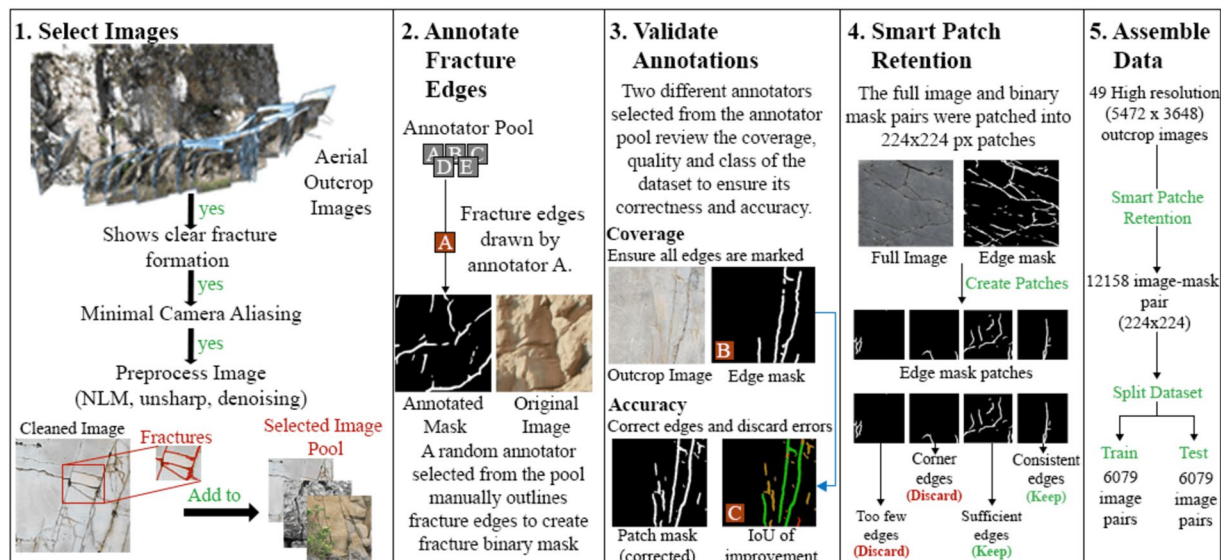 1. Select Images
Aerial
Outcrop
Images
yes
Shows clear fracture
formation
yes
Minimal Camera Aliasing
yes
Preprocess Image
(NLM, unsharp, denoising)
Cleaned Image
Fractures
Selected Image
Pool
Add to
2. Annotate
Fracture
Edges
Annotator Pool
A B C
D E
Fracture edges
drawn by
annotator A.
A
Annotated
Mask
Original
Image
A random annotator
selected from the pool
manually outlines
fracture edges to create
fracture binary mask
3. Validate
Annotations
Two different annotators
selected from the annotator
pool review the coverage,
quality and class of the
dataset to ensure its
correctness and accuracy.
Coverage
Ensure all edges are marked
B
Outcrop Image
Edge mask
Accuracy
Correct edges and discard errors
C
Patch mask
(corrected)
IoU of
improvement
4. Smart Patch
Retention
The full image and binary
mask pairs were patched into
224x224 px patches
Full Image
Edge mask
Create Patches
Edge mask patches
Corner
edges
(Discard)
Consistent
edges
(Keep)
Too few
edges
(Discard)
Sufficient
edges
(Keep)
5. Assemble
Data
49 High resolution
(5472 x 3648)
outcrop images
Smart Patche
Retention
12158 image-mask
pair
(224x224)
Split Dataset
Train
6079
image
pairs
Test
6079
image
pairs